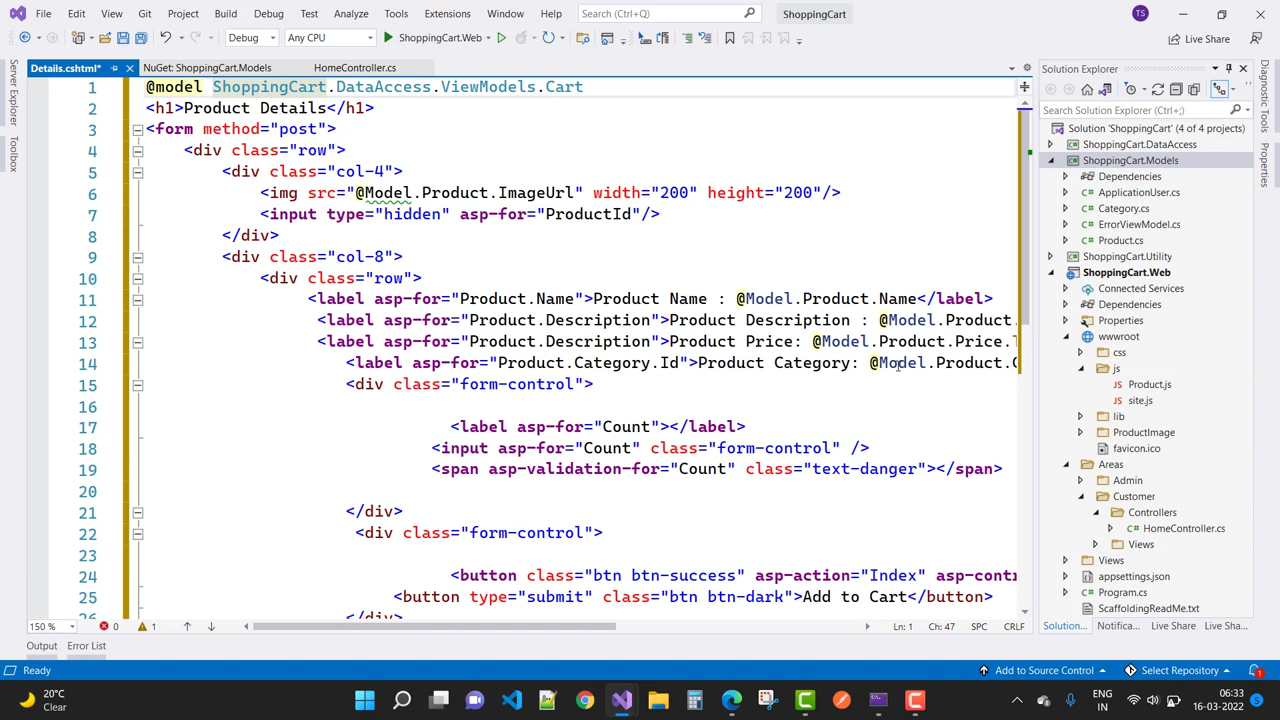 File Edit View Git Project Build Debug Test Analyze Tools Extensions Window Help Search (Ctrl+Q) ShoppingCart TS
Debug Any CPU ShoppingCart.Web Live Share
Details.cshtml* NuGet: ShoppingCart.Models HomeController.cs
Server Explorer
Toolbox
1 @model ShoppingCart.DataAccess.ViewModels.Cart
2 <h1>Product Details</h1>
3 <form method="post">
4 <div class="row">
5 <div class="col-4">
6 <img src="@Model.Product.ImageUrl" width="200" height="200"/>
7 <input type="hidden" asp-for="ProductId"/>
8 </div>
9 <div class="col-8">
10 <div class="row">
11 <label asp-for="Product.Name">Product Name : @Model.Product.Name</label>
12 <label asp-for="Product.Description">Product Description : @Model.Product.
13 <label asp-for="Product.Description">Product Price: @Model.Product.Price.
14 <label asp-for="Product.Category.Id">Product Category: @Model.Product.
15 <div class="form-control">
16
17 <label asp-for="Count"></label>
18 <input asp-for="Count" class="form-control" />
19 <span asp-validation-for="Count" class="text-danger"></span>
20
21 </div>
22 <div class="form-control">
23
24 <button class="btn btn-success" asp-action="Index" asp-cont
25 <button type="submit" class="btn btn-dark">Add to Cart</button>
26 </div>
150 % 0 1 Ln: 1 Ch: 47 SPC CRLF
Output Error List
Solution Explorer
Search Solution Explorer (Ctrl+;)
Solution 'ShoppingCart' (4 of 4 projects)
ShoppingCart.DataAccess
ShoppingCart.Models
Dependencies
ApplicationUser.cs
Category.cs
ErrorViewModel.cs
Product.cs
ShoppingCart.Utility
ShoppingCart.Web
Connected Services
Dependencies
Properties
wwwroot
css
js
Product.js
site.js
lib
ProductImage
favicon.ico
Areas
Admin
Customer
Controllers
HomeController.cs
Views
Views
appsettings.json
Program.cs
ScaffoldingReadMe.txt
Solution... Notifica... Live Share Live Sha...
Diagnostic Tools
Properties
Ready Add to Source Control Select Repository 1
20°C
Clear
ENG
IN
06:33
16-03-2022
5